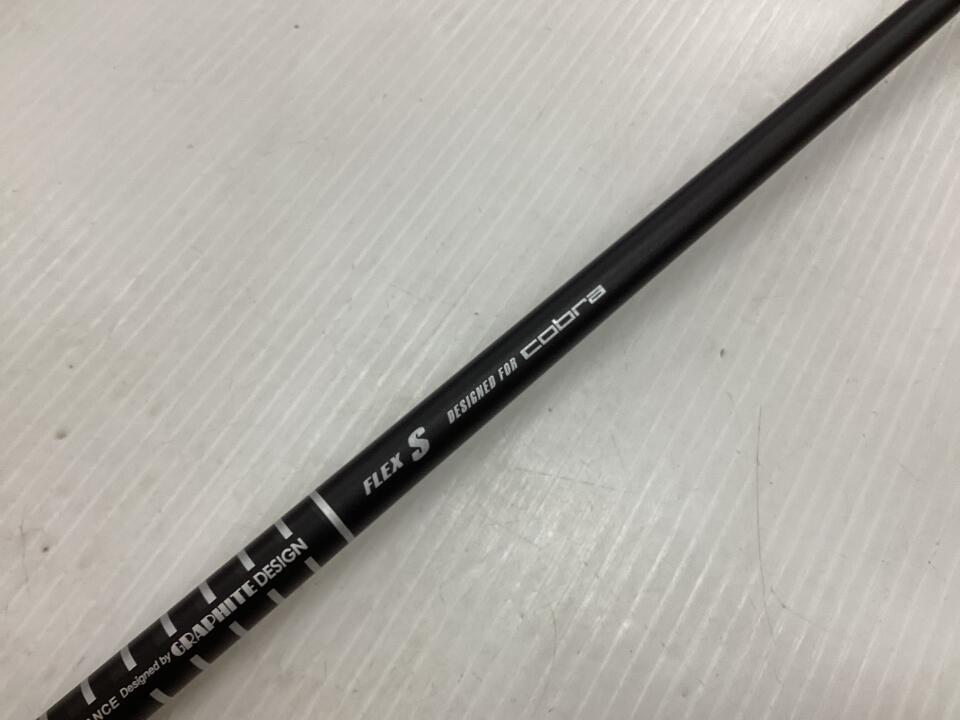 Designed by GRAPHITE DESIGN
FLEX S
DESIGNED FOR cobra